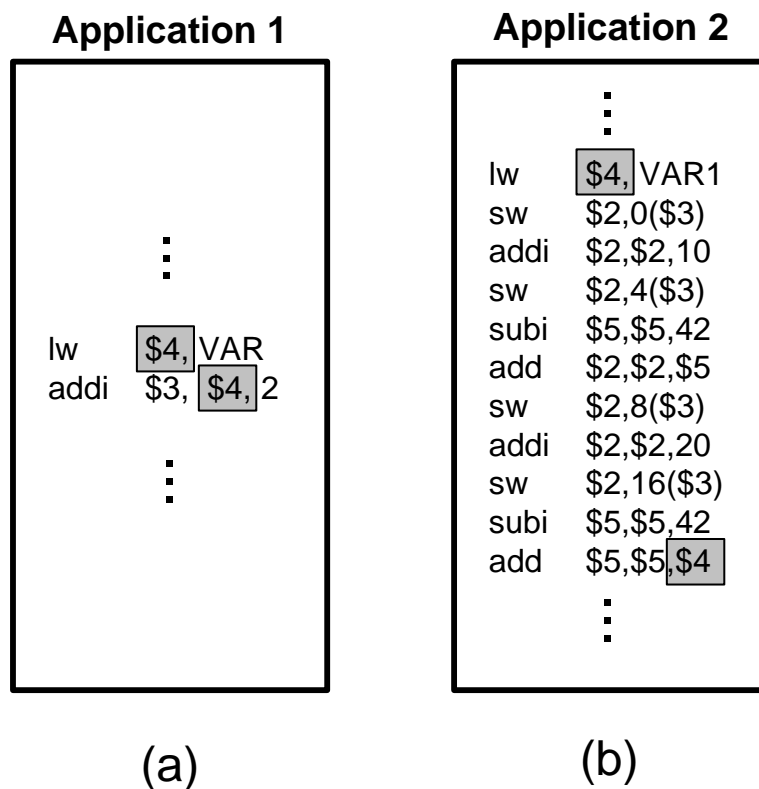 Application 1
⋮
lw $4, VAR
addi $3, $4, 2
⋮
(a)
Application 2
⋮
lw $4, VAR1
sw $2,0($3)
addi $2,$2,10
sw $2,4($3)
subi $5,$5,42
add $2,$2,$5
sw $2,8($3)
addi $2,$2,20
sw $2,16($3)
subi $5,$5,42
add $5,$5,$4
⋮
(b)